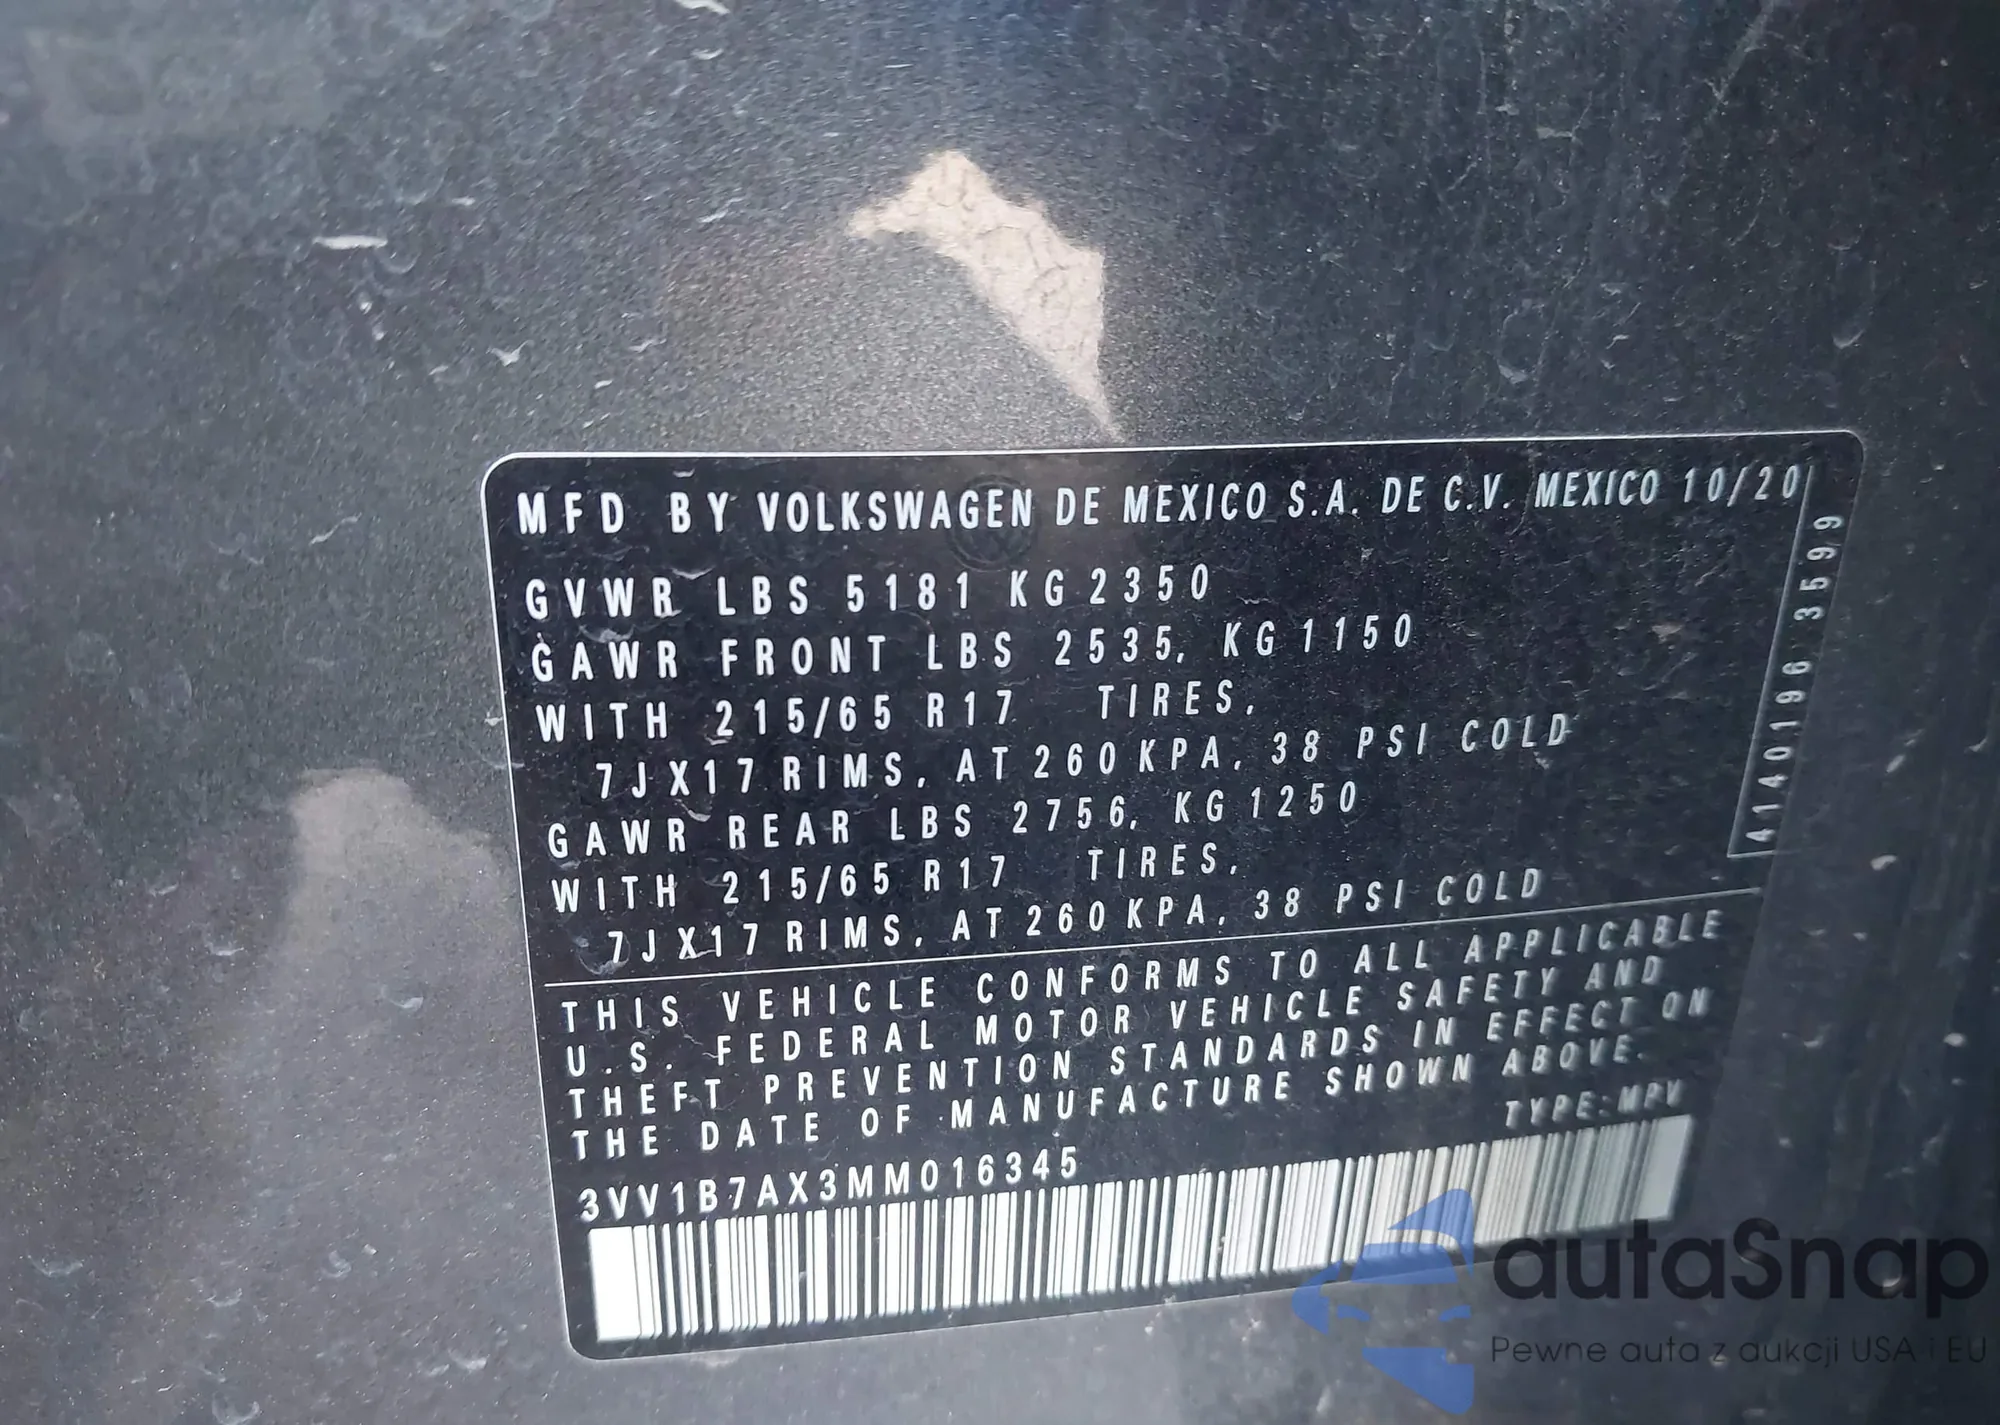 MFD BY VOLKSWAGEN DE MEXICO S.A. DE C.V. MEXICO 10/20
GVWR LBS 5181 KG 2350
GAWR FRONT LBS 2535, KG 1150
WITH 215/65 R17 TIRES,
7JX17 RIMS, AT 260 KPA, 38 PSI COLD
GAWR REAR LBS 2756, KG 1250
WITH 215/65 R17 TIRES,
7JX17 RIMS, AT 260 KPA, 38 PSI COLD
4140196 3599
THIS VEHICLE CONFORMS TO ALL APPLICABLE
U.S. FEDERAL MOTOR VEHICLE SAFETY AND
THEFT PREVENTION STANDARDS IN EFFECT ON
THE DATE OF MANUFACTURE SHOWN ABOVE.
TYPE: MPV
3VV1B7AX3MM016345
autaSnap
Pewne auta z aukcji USA i EU